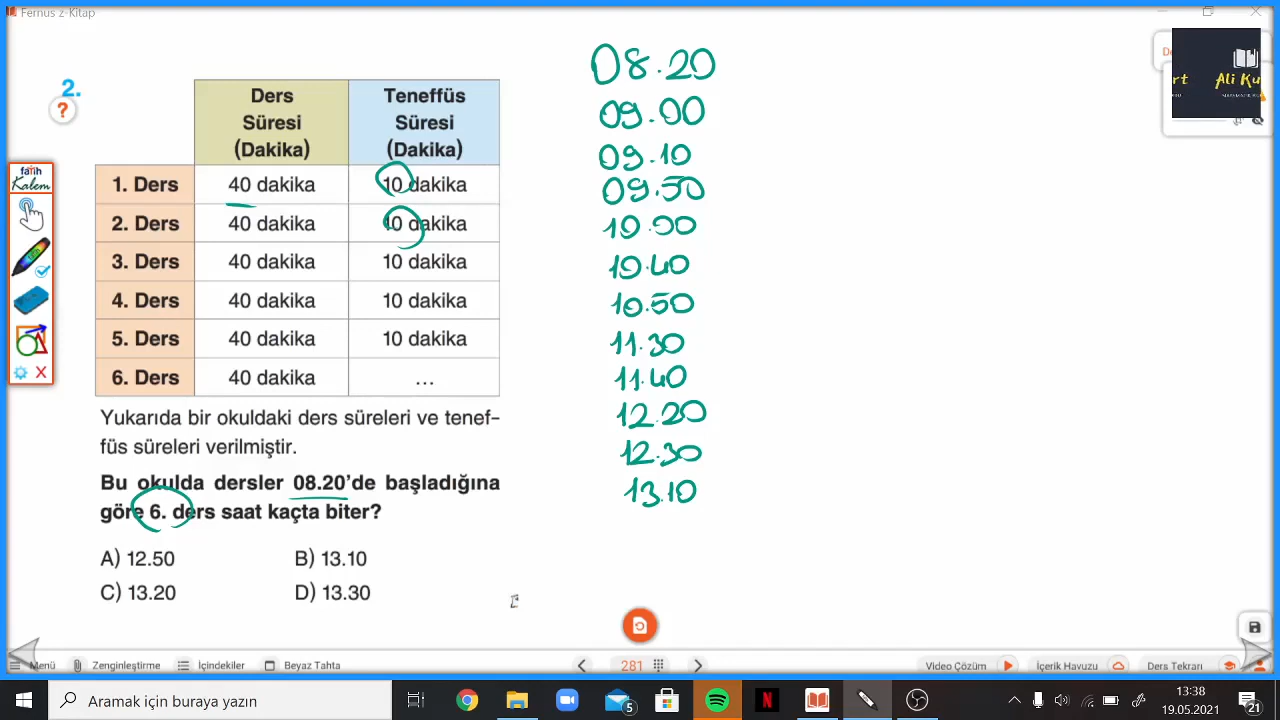 Fernus z-Kitap
2.
?
Ders Süresi (Dakika)
Teneffüs Süresi (Dakika)
1. Ders 40 dakika 10 dakika
2. Ders 40 dakika 10 dakika
3. Ders 40 dakika 10 dakika
4. Ders 40 dakika 10 dakika
5. Ders 40 dakika 10 dakika
6. Ders 40 dakika ...
Yukarıda bir okuldaki ders süreleri ve tenef-
füs süreleri verilmiştir.
Bu okulda dersler 08.20'de başladığına
göre 6. ders saat kaçta biter?
A) 12.50 B) 13.10
C) 13.20 D) 13.30
08.20
09.00
09.10
09.50
10.00
10.40
10.50
11.30
11.40
12.20
12.30
13.10
fatih
Kalem
Ali Ku
Menü Zenginleştirme İçindekiler Beyaz Tahta 281 Video Çözüm İçerik Havuzu Ders Tekrarı
Aramak için buraya yazın
5
N
13:38
19.05.2021
21